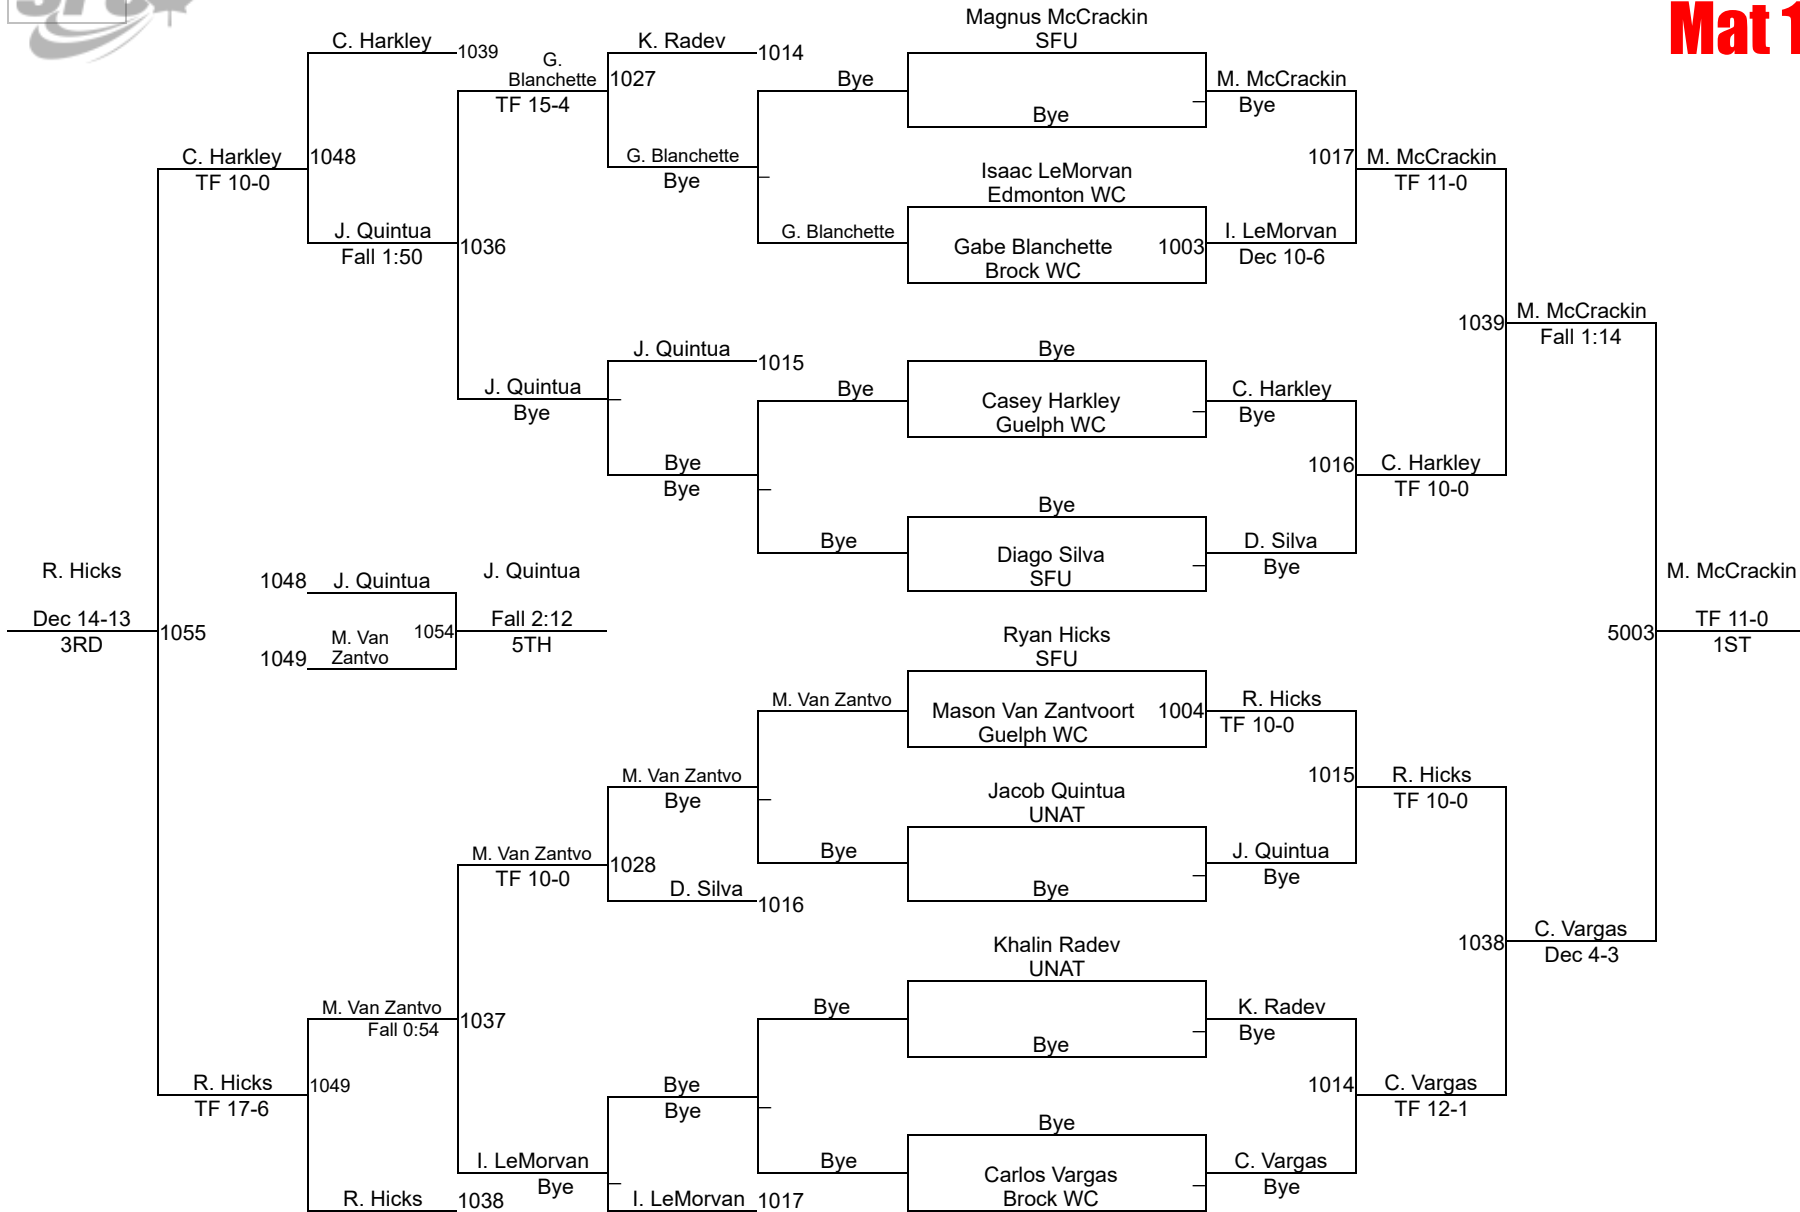 Mat 1
C. Harkley
1039
G.
Blanchette
TF 15-4
K. Radev
1014
1027
G. Blanchette
Bye
Bye
G. Blanchette
Magnus McCrackin
SFU
Bye
M. McCrackin
Bye
Isaac LeMorvan
Edmonton WC
Gabe Blanchette
Brock WC
1003
I. LeMorvan
Dec 10-6
1017
M. McCrackin
TF 11-0
C. Harkley
TF 10-0
1048
J. Quintua
Fall 1:50
1036
J. Quintua
Bye
J. Quintua
1015
Bye
Bye
Bye
Bye
Bye
Casey Harkley
Guelph WC
C. Harkley
Bye
Bye
Diago Silva
SFU
D. Silva
Bye
1016
C. Harkley
TF 10-0
1039
M. McCrackin
Fall 1:14
R. Hicks
Dec 14-13
3RD
1055
1048
J. Quintua
1049
M. Van
Zantvo
1054
J. Quintua
Fall 2:12
5TH
5003
M. McCrackin
TF 11-0
1ST
Ryan Hicks
SFU
Mason Van Zantvoort
Guelph WC
1004
R. Hicks
TF 10-0
M. Van Zantvo
M. Van Zantvo
Bye
Bye
Jacob Quintua
UNAT
Bye
J. Quintua
Bye
1015
R. Hicks
TF 10-0
M. Van Zantvo
TF 10-0
1028
D. Silva
1016
1038
C. Vargas
Dec 4-3
Khalin Radev
UNAT
Bye
K. Radev
Bye
Bye
Bye
Bye
Bye
Bye
Carlos Vargas
Brock WC
C. Vargas
Bye
1014
C. Vargas
TF 12-1
M. Van Zantvo
Fall 0:54
1037
R. Hicks
TF 17-6
1049
I. LeMorvan
Bye
I. LeMorvan
1017
R. Hicks
1038